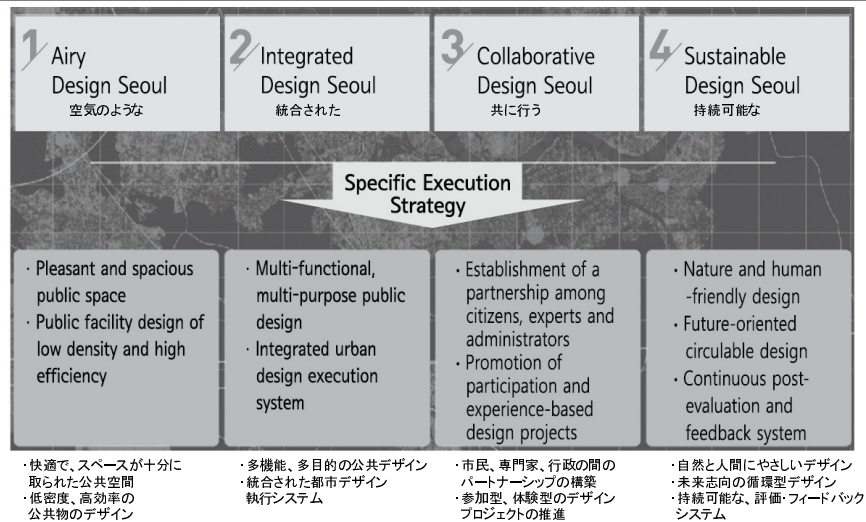 1 Airy
Design Seoul
空気のような
2 Integrated
Design Seoul
統合された
3 Collaborative
Design Seoul
共に行う
4 Sustainable
Design Seoul
持続可能な
Specific Execution
Strategy
· Pleasant and spacious
public space
· Public facility design of
low density and high
efficiency
· Multi-functional,
multi-purpose public
design
· Integrated urban
design execution
system
· Establishment of a
partnership among
citizens, experts and
administrators
· Promotion of
participation and
experience-based
design projects
· Nature and human
-friendly design
· Future-oriented
circulable design
· Continuous post-
evaluation and
feedback system
・快適で、スペースが十分に
取られた公共空間
・低密度、高効率の
公共物のデザイン
・多機能、多目的の公共デザイン
・統合された都市デザイン
執行システム
・市民、専門家、行政の間の
パートナーシップの構築
・参加型、体験型のデザイン
プロジェクトの推進
・自然と人間にやさしいデザイン
・未来志向の循環型デザイン
・持続可能な、評価・フィードバック
システム